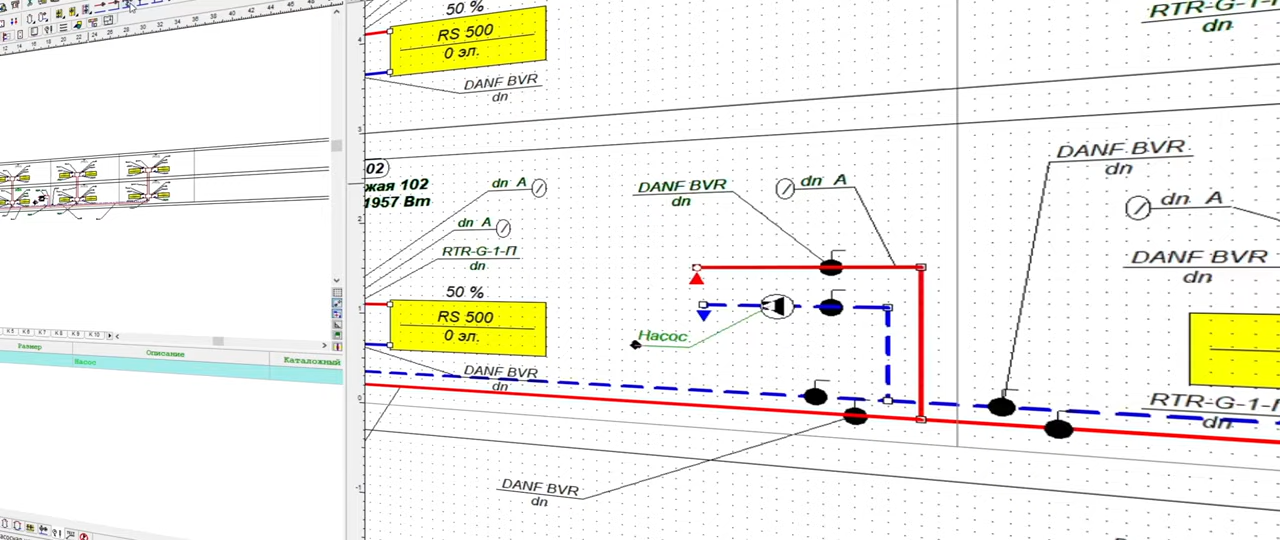 50 %
RS 500
0 эл.
DANF BVR
dn
dn
02
жая 102
1957 Вт
dn A
dn A
RTR-G-1-П
dn
50 %
RS 500
0 эл.
DANF BVR
dn
DANF BVR
dn
dn A
Насос
DANF BVR
dn
DANF BVR
dn
dn A
DANF BVR
dn
RTR-G-1-П
dn
Размер
Описание
Каталожный
Насос